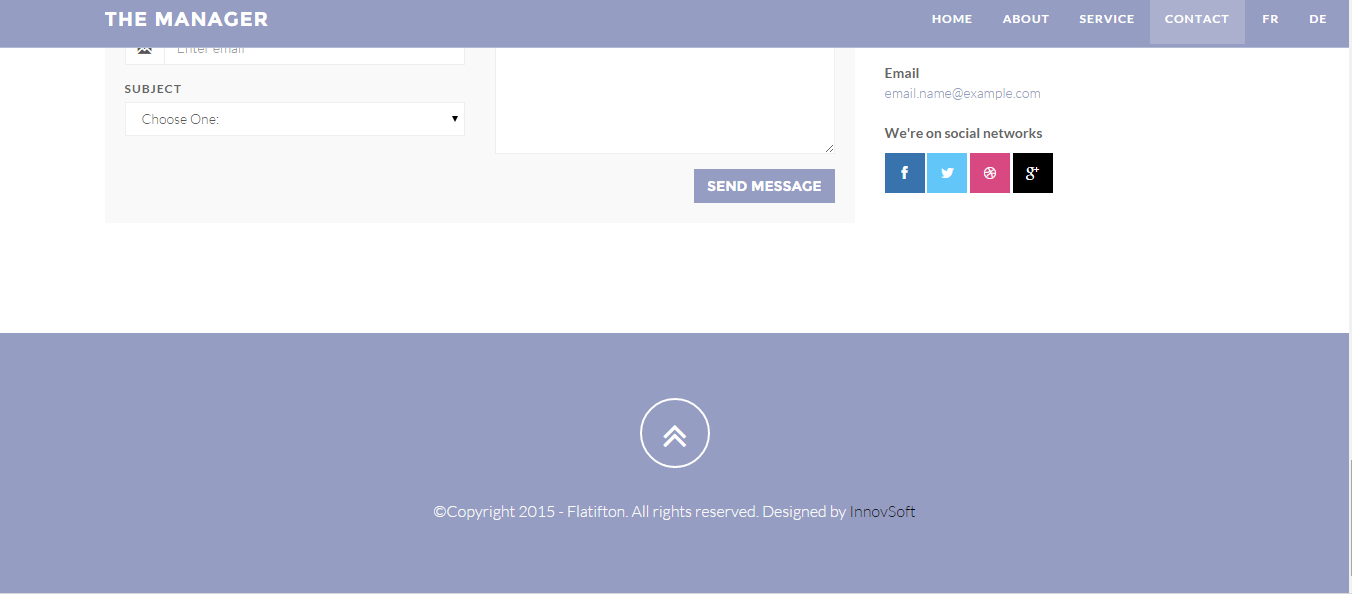 THE MANAGER
HOME ABOUT SERVICE CONTACT FR DE
Enter email
SUBJECT
Choose One:
SEND MESSAGE
Email
email.name@example.com
We're on social networks
©Copyright 2015 - Flatifton. All rights reserved. Designed by InnovSoft